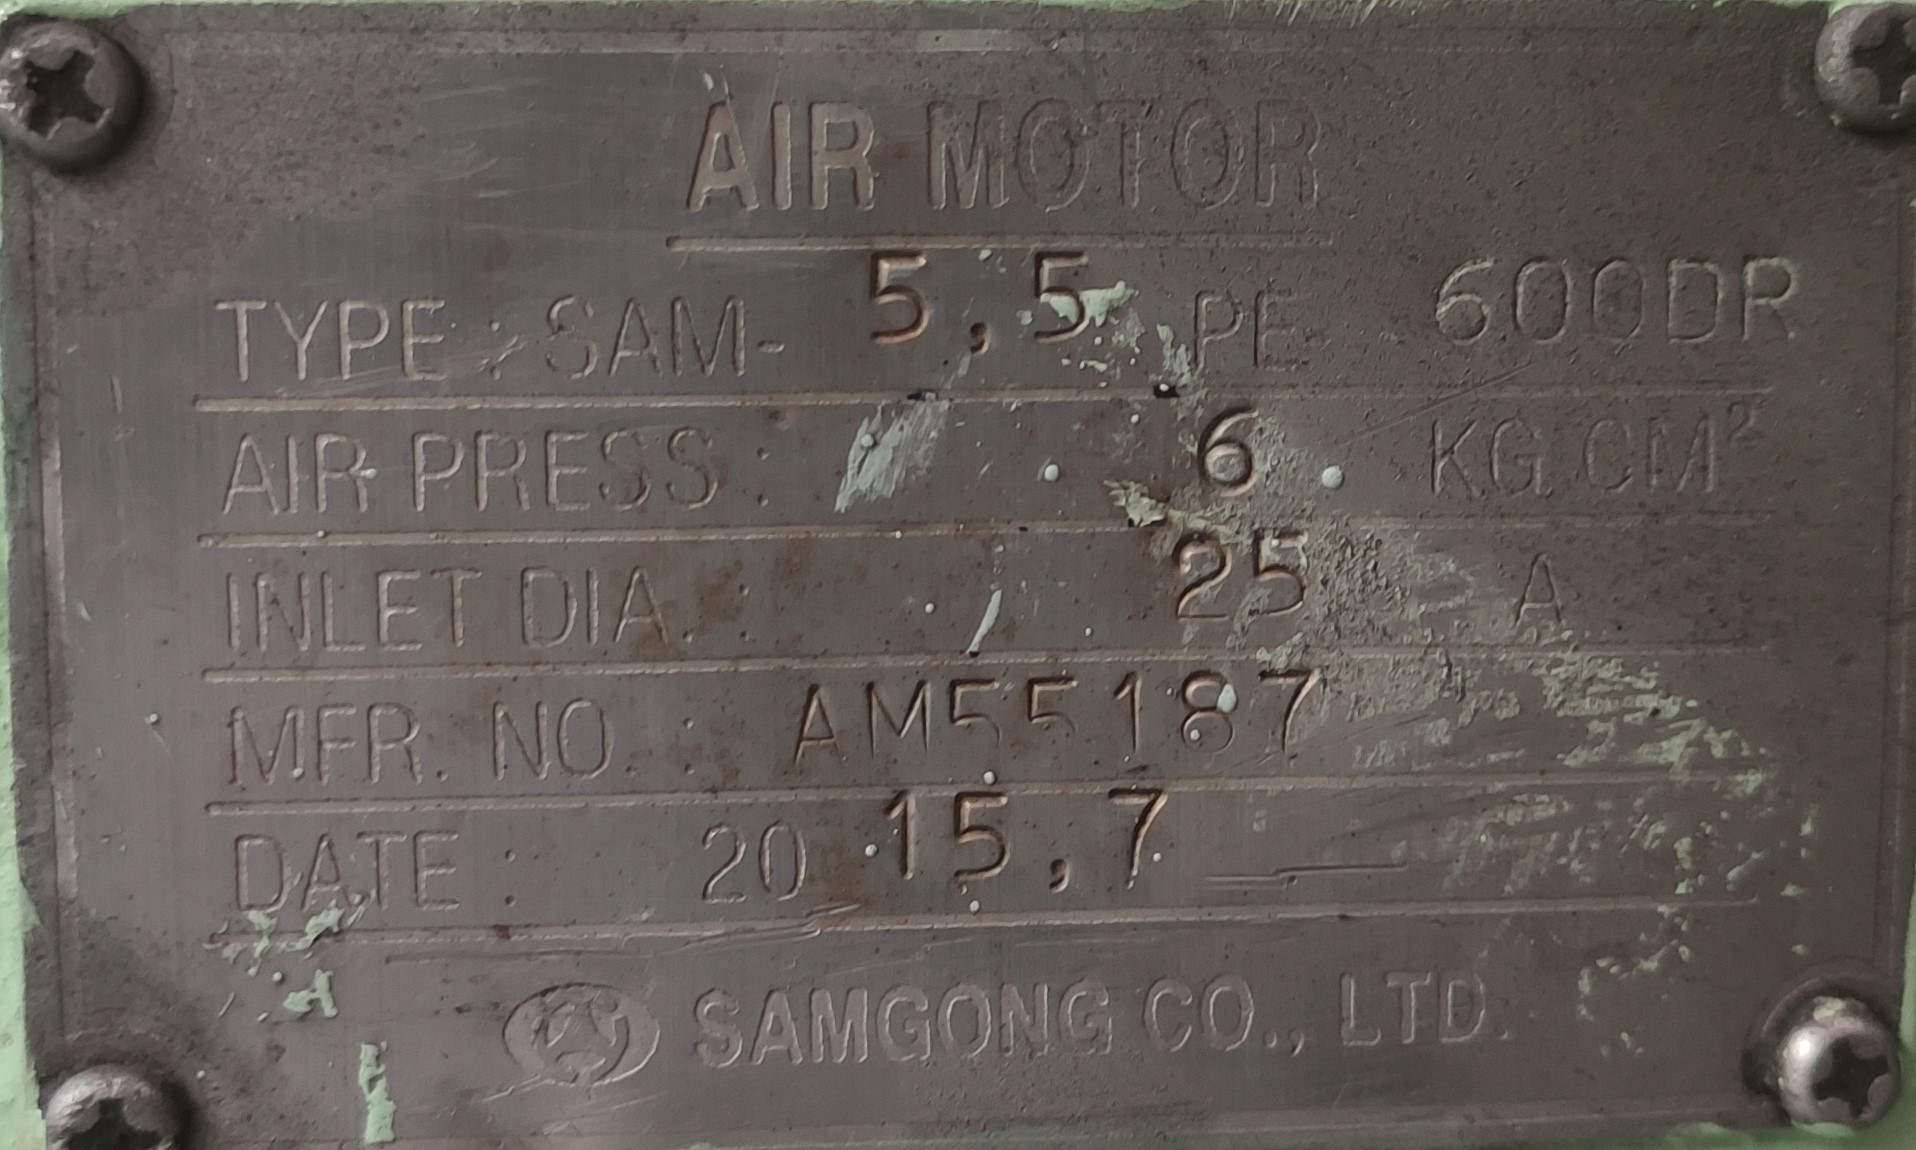 AIR MOTOR
TYPE : SAM- 5,5 PE 600DR
AIR PRESS : 6 KG/CM²
INLET DIA. : 25 A
MFR. NO. : AM55187
DATE : 20 15,7
SAMGONG CO., LTD.